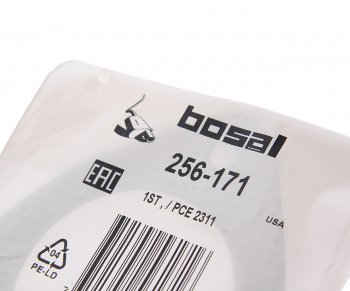 bosal
256-171
EAC
1ST , / PCE 2311
USA
04
PE-LD